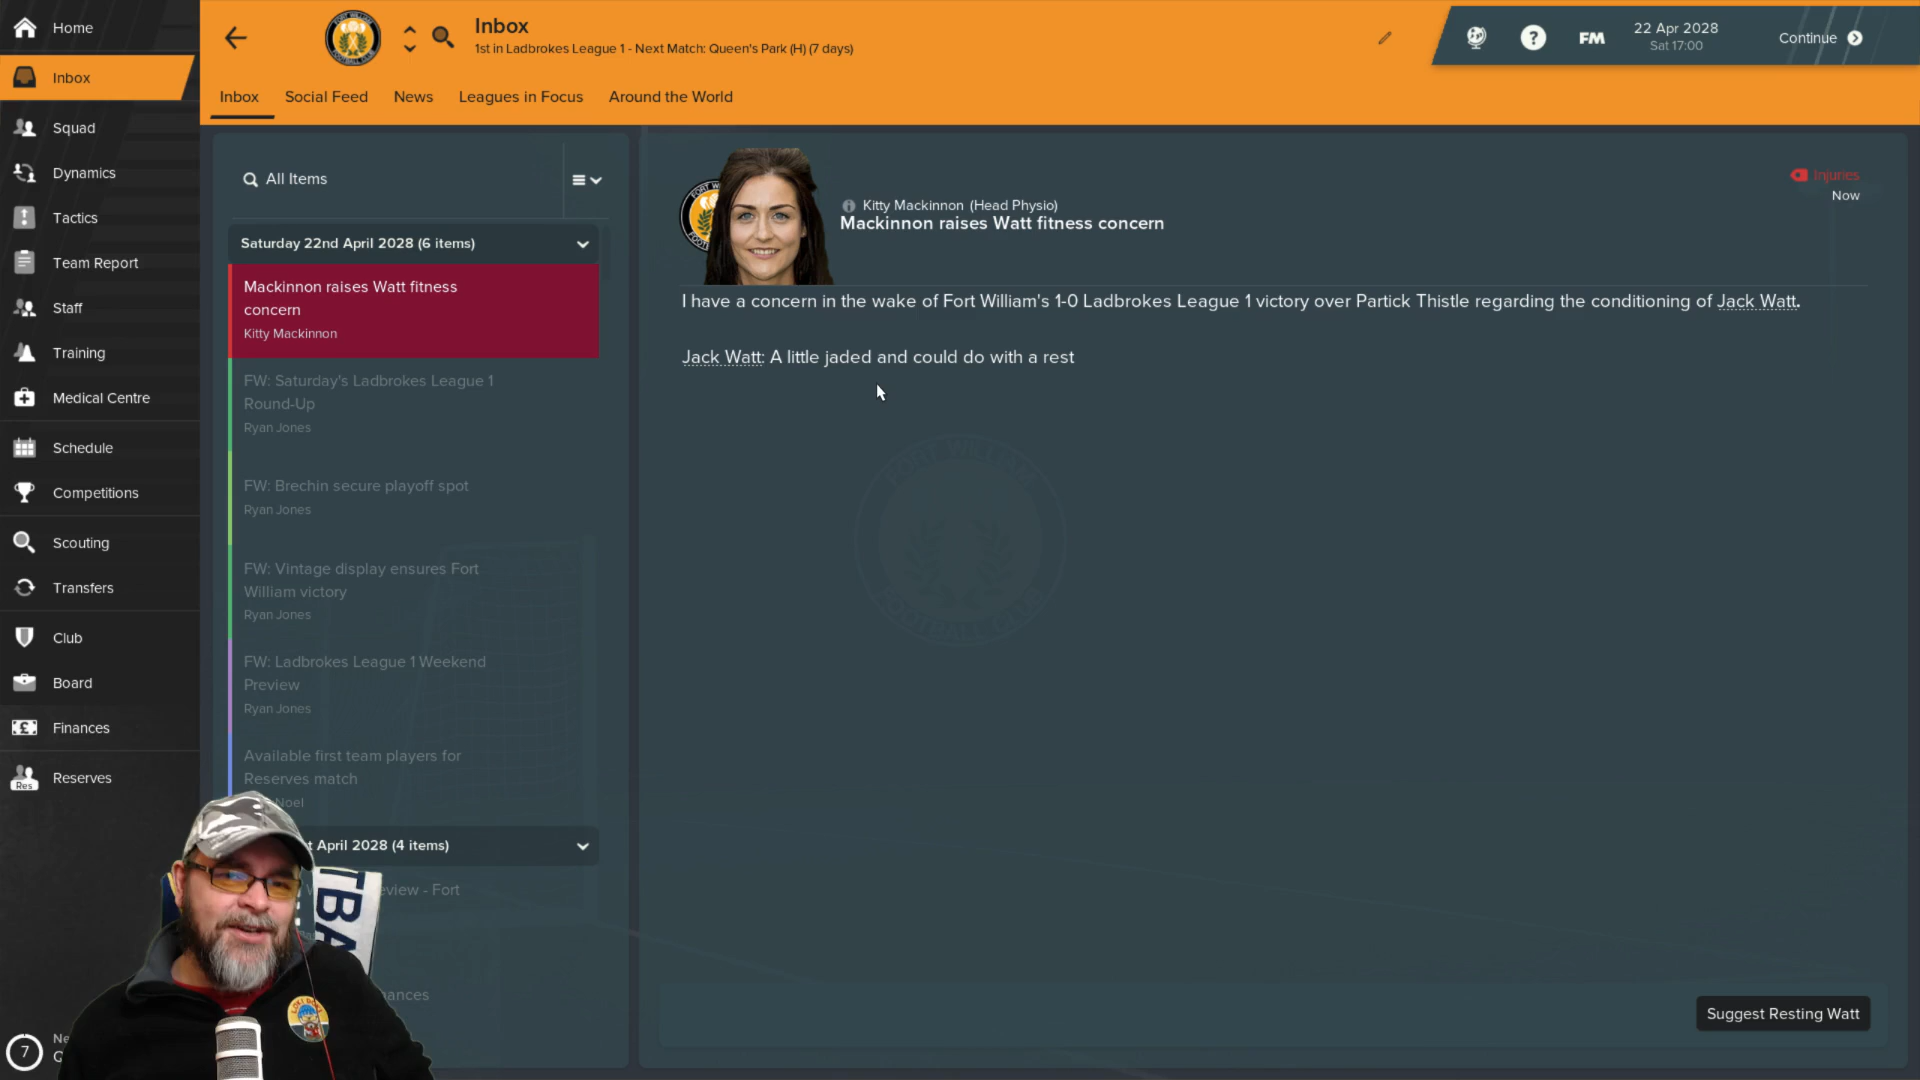 Home
Inbox
Squad
Dynamics
Tactics
Team Report
Staff
Training
Medical Centre
Schedule
Competitions
Scouting
Transfers
Club
Board
Finances
Res
Reserves
7
Inbox
1st in Ladbrokes League 1 - Next Match: Queen's Park (H) (7 days)
FM
22 Apr 2028
Sat 17:00
Continue
Inbox
Social Feed
News
Leagues in Focus
Around the World
All Items
Saturday 22nd April 2028 (6 items)
Mackinnon raises Watt fitness
concern
Kitty Mackinnon
FW: Saturday's Ladbrokes League 1
Round-Up
Ryan Jones
FW: Brechin secure playoff spot
Ryan Jones
FW: Vintage display ensures Fort
William victory
Ryan Jones
FW: Ladbrokes League 1 Weekend
Preview
Ryan Jones
Available first team players for
Reserves match
Noel
April 2028 (4 items)
- Fort
Injuries
Now
Kitty Mackinnon (Head Physio)
Mackinnon raises Watt fitness concern
I have a concern in the wake of Fort William's 1-0 Ladbrokes League 1 victory over Partick Thistle regarding the conditioning of Jack Watt.
Jack Watt: A little jaded and could do with a rest
Suggest Resting Watt